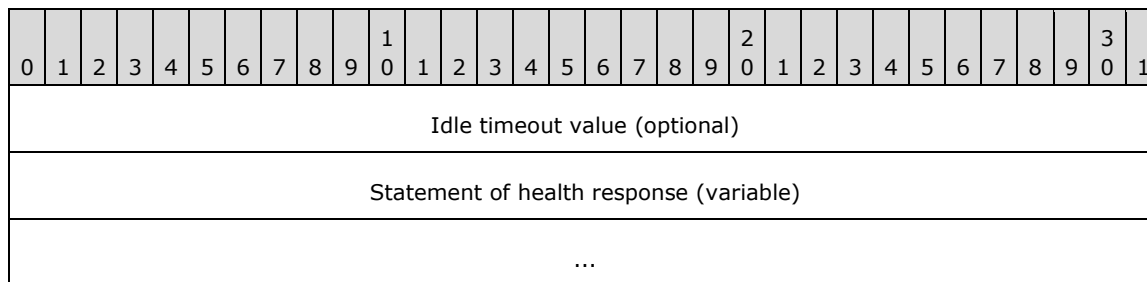 1 2 3
0 1 2 3 4 5 6 7 8 9 0 1 2 3 4 5 6 7 8 9 0 1 2 3 4 5 6 7 8 9 0 1
Idle timeout value (optional)
Statement of health response (variable)
...